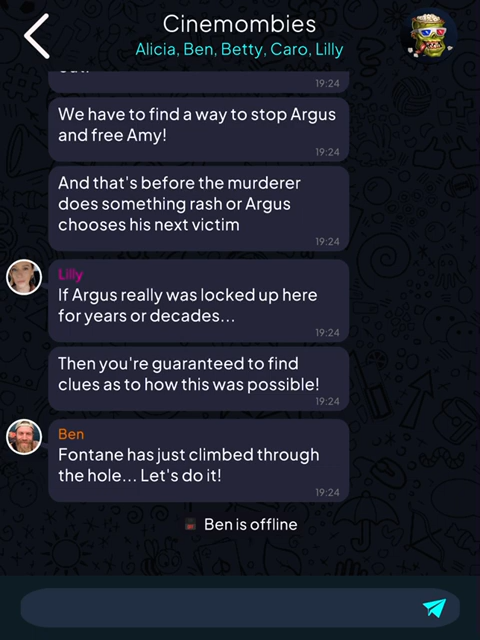 Cinemombies
Alicia, Ben, Betty, Caro, Lilly
19:24
We have to find a way to stop Argus
and free Amy!
19:24
And that's before the murderer
does something rash or Argus
chooses his next victim
19:24
Lilly
If Argus really was locked up here
for years or decades...
19:24
Then you're guaranteed to find
clues as to how this was possible!
19:24
Ben
Fontane has just climbed through
the hole... Let's do it!
19:24
Ben is offline